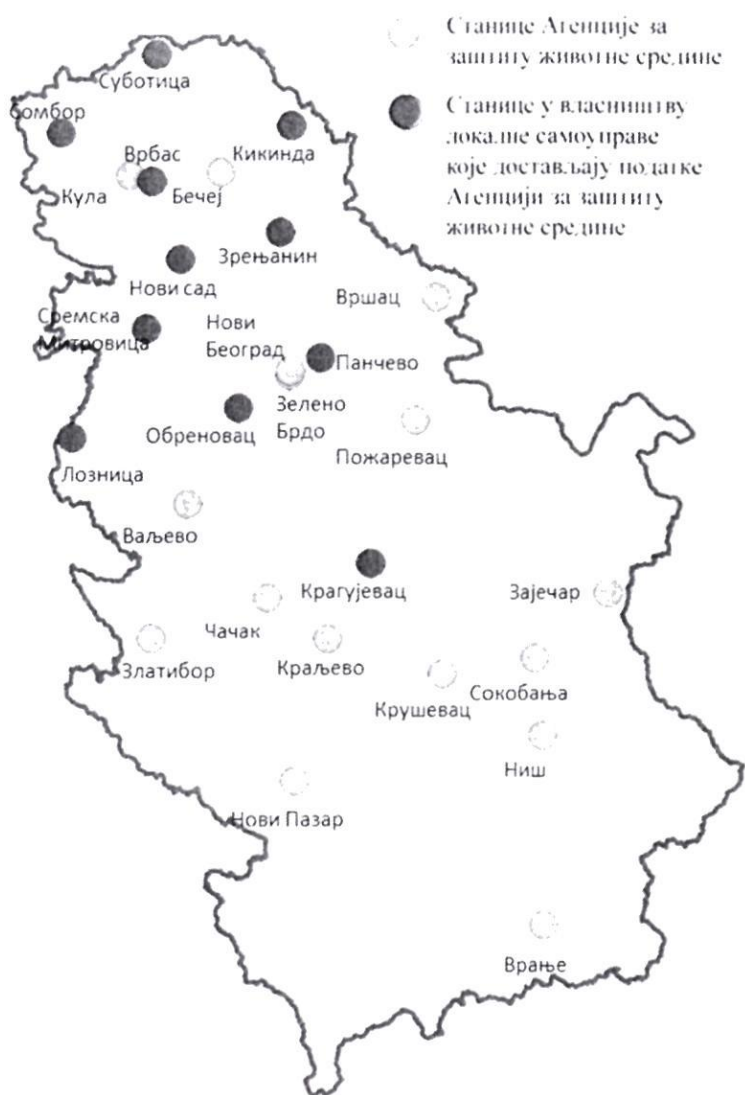 Станице Агенције за
заштиту животне средине
Станице у власништву
локалне самоуправе
које достављају податке
Агенцији за заштиту
животне средине
Суботица
бомбор
Кикинда
Врбас
Кула
Бечеј
Зрењанин
Нови сад
Вршац
Сремска
Митровица
Нови
Београд
Панчево
Зелено
Брдо
Обреновац
Пожаревац
Лозница
Ваљево
Крагујевац
Зајечар
Чачак
Златибор
Краљево
Сокобања
Крушевац
Ниш
Нови Пазар
Врање